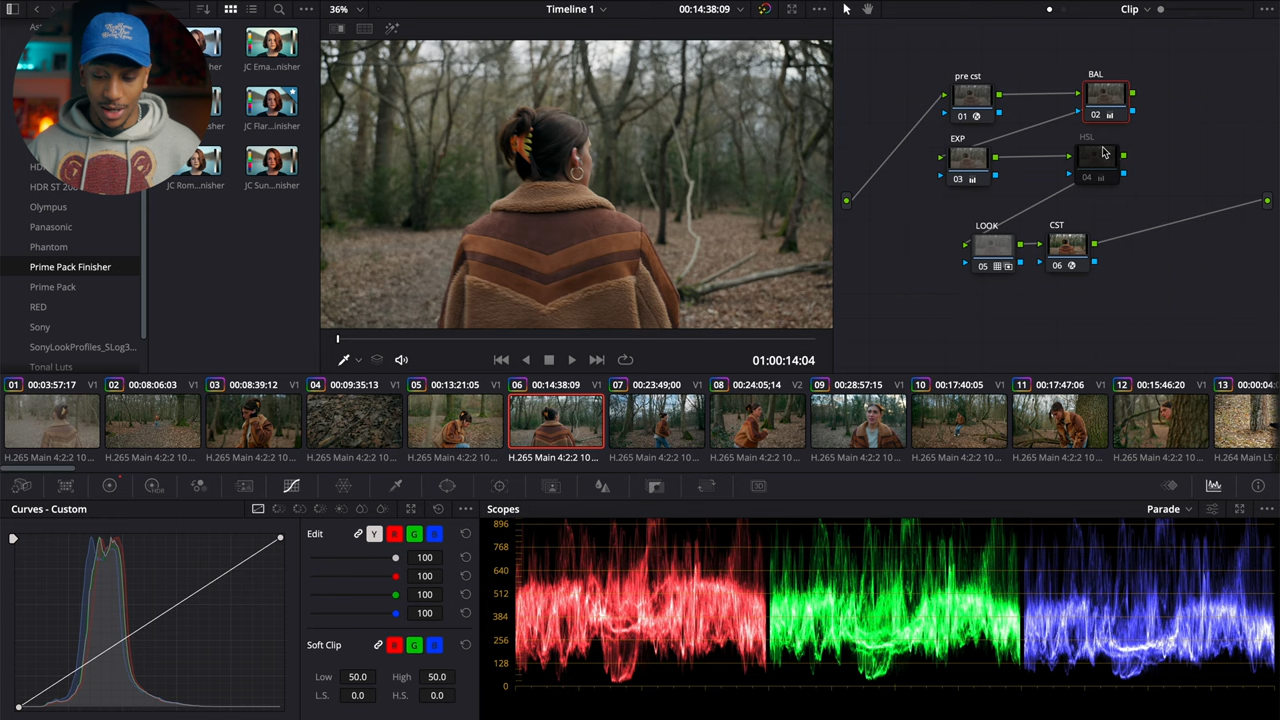 36%
Timeline 1
00:14:38:09
Clip
JC Ema...nisher
JC Flar...nisher
JC Rom...nisher
JC Sun...nisher
Olympus
Panasonic
Phantom
Prime Pack Finisher
Prime Pack
RED
Sony
SonyLookProfiles_SLog3...
Tonal Luts
pre cst
01
BAL
02
EXP
03
HSL
04
LOOK
05
CST
06
01:00:14:04
01 00:03:57:17 V1
02 00:08:06:03 V1
03 00:08:39:12 V1
04 00:09:35:13 V1
05 00:13:21:05 V1
06 00:14:38:09 V1
07 00:23:49;00 V1
08 00:24:05;14 V2
09 00:28:57:15 V1
10 00:17:40:05 V1
11 00:17:47:06 V1
12 00:15:46:20 V1
13 00:00:04:
H.265 Main 4:2:2 10 ...
H.265 Main 4:2:2 10 ...
H.265 Main 4:2:2 10 ...
H.265 Main 4:2:2 10 ...
H.265 Main 4:2:2 10 ...
H.265 Main 4:2:2 10 ...
H.265 Main 4:2:2 10 ...
H.265 Main 4:2:2 10 ...
H.265 Main 4:2:2 10 ...
H.265 Main 4:2:2 10 ...
H.265 Main 4:2:2 10 ...
H.265 Main 4:2:2 10 ...
H.264 Main L5.
Curves - Custom
Edit
Y R G B
100
100
100
100
Soft Clip
R G B
Low 50.0 High 50.0
L.S. 0.0 H.S. 0.0
Scopes
Parade
896
768
640
512
384
256
128
0